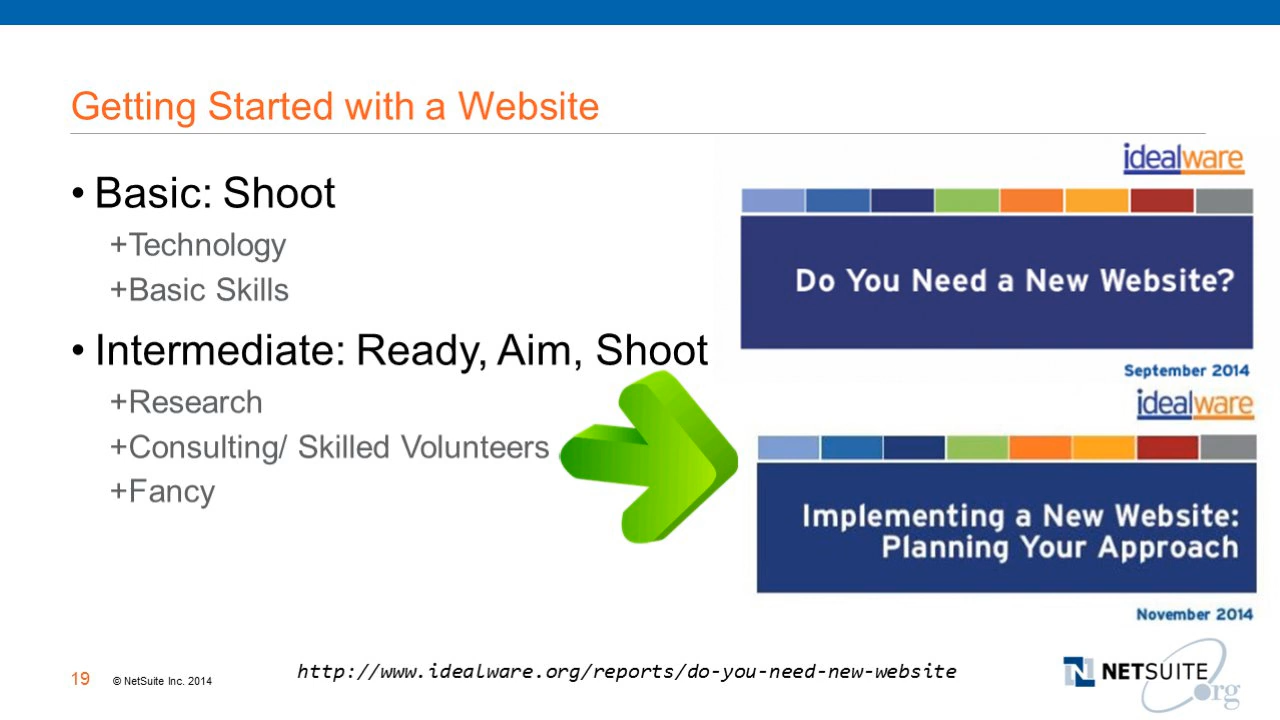 Getting Started with a Website
• Basic: Shoot
+Technology
+Basic Skills
• Intermediate: Ready, Aim, Shoot
+Research
+Consulting/ Skilled Volunteers
+Fancy
idealware
Do You Need a New Website?
September 2014
idealware
Implementing a New Website:
Planning Your Approach
November 2014
19 © NetSuite Inc. 2014
http://www.idealware.org/reports/do-you-need-new-website
NETSUITE
.org